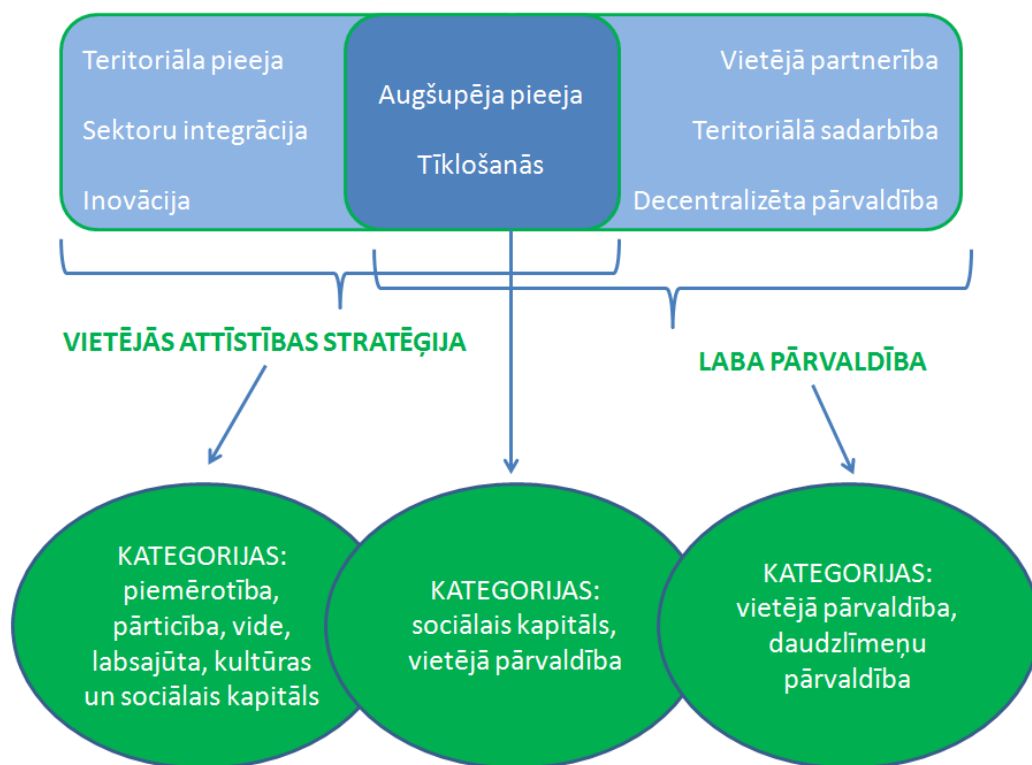 Teritoriāla pieeja
Sektoru integrācija
Inovācija
Augšupēja pieeja
Tīklošanās
Vietējā partnerība
Teritoriālā sadarbība
Decentralizēta pārvaldība
VIETĒJĀS ATTĪSTĪBAS STRATĒĢIJA
LABA PĀRVALDĪBA
KATEGORIJAS:
piemērotība,
pārticība, vide,
labsajūta, kultūras
un sociālais kapitāls
KATEGORIJAS:
sociālais kapitāls,
vietējā pārvaldība
KATEGORIJAS:
vietējā pārvaldība,
daudzlīmeņu
pārvaldība